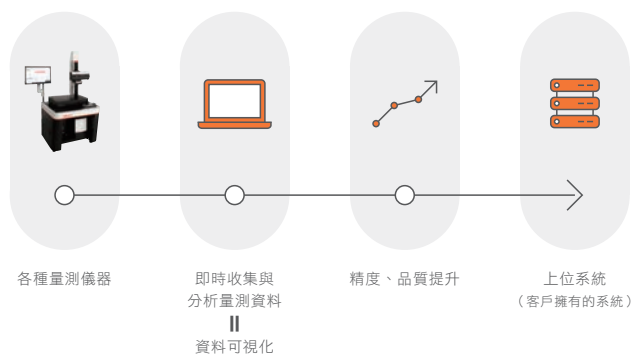 各種量測儀器
即時收集與
分析量測資料
資料可視化
精度、品質提升
上位系統
（客戶擁有的系統）